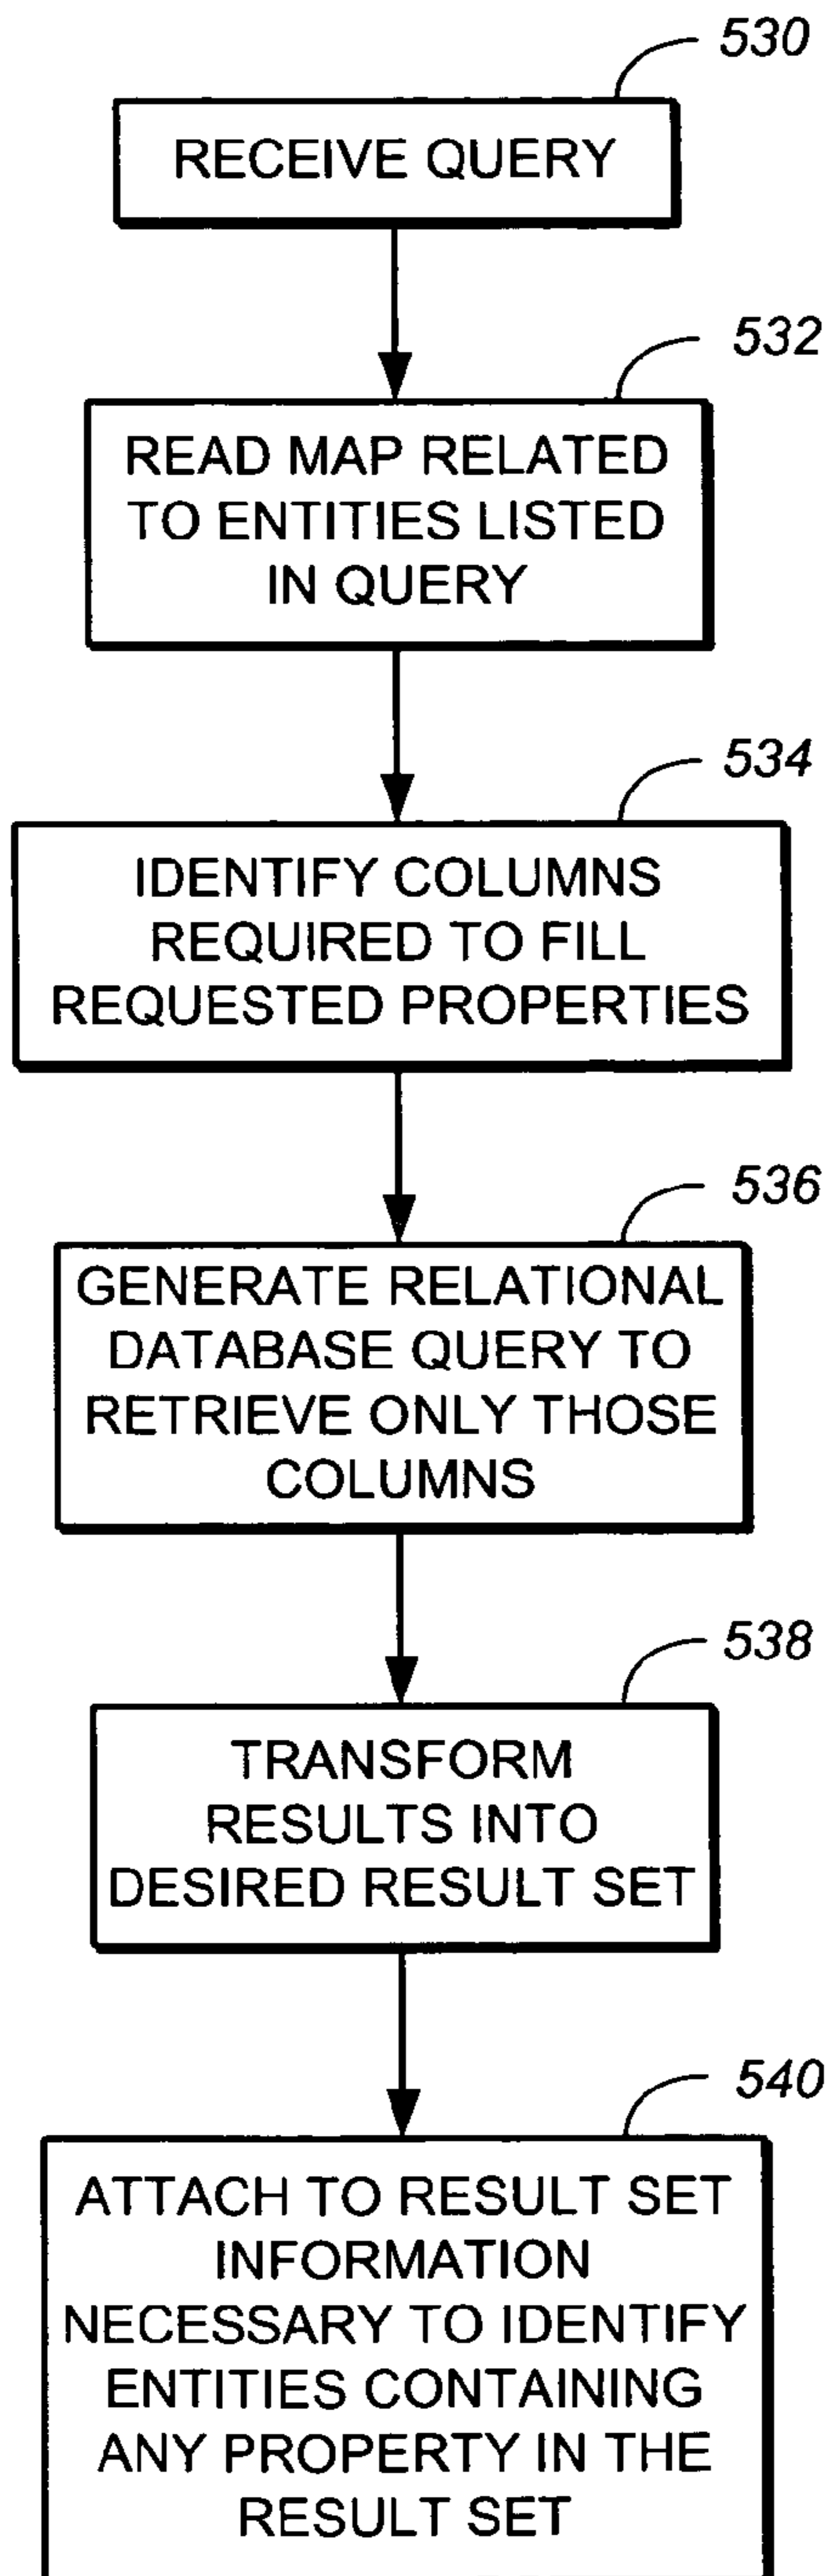 530
RECEIVE QUERY
532
READ MAP RELATED
TO ENTITIES LISTED
IN QUERY
534
IDENTIFY COLUMNS
REQUIRED TO FILL
REQUESTED PROPERTIES
536
GENERATE RELATIONAL
DATABASE QUERY TO
RETRIEVE ONLY THOSE
COLUMNS
538
TRANSFORM
RESULTS INTO
DESIRED RESULT SET
540
ATTACH TO RESULT SET
INFORMATION
NECESSARY TO IDENTIFY
ENTITIES CONTAINING
ANY PROPERTY IN THE
RESULT SET